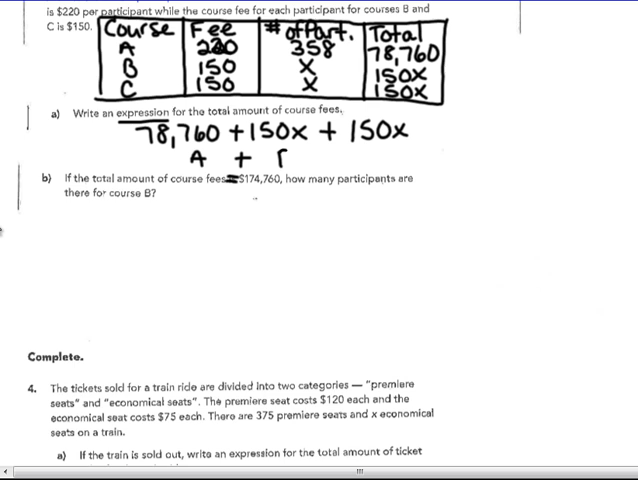 is $220 per participant while the course fee for each participant for courses B and
C is $150.
Course Fee # of Part. Total
A 220 358 78,760
B 150 x 150x
C 150 x 150x
a) Write an expression for the total amount of course fees.
78,760 + 150x + 150x
A +
b) If the total amount of course fees = $174,760, how many participants are
there for course B?
Complete.
4. The tickets sold for a train ride are divided into two categories — "premiere
seats" and "economical seats". The premiere seat costs $120 each and the
economical seat costs $75 each. There are 375 premiere seats and x economical
seats on a train.
a) If the train is sold out, write an expression for the total amount of ticket